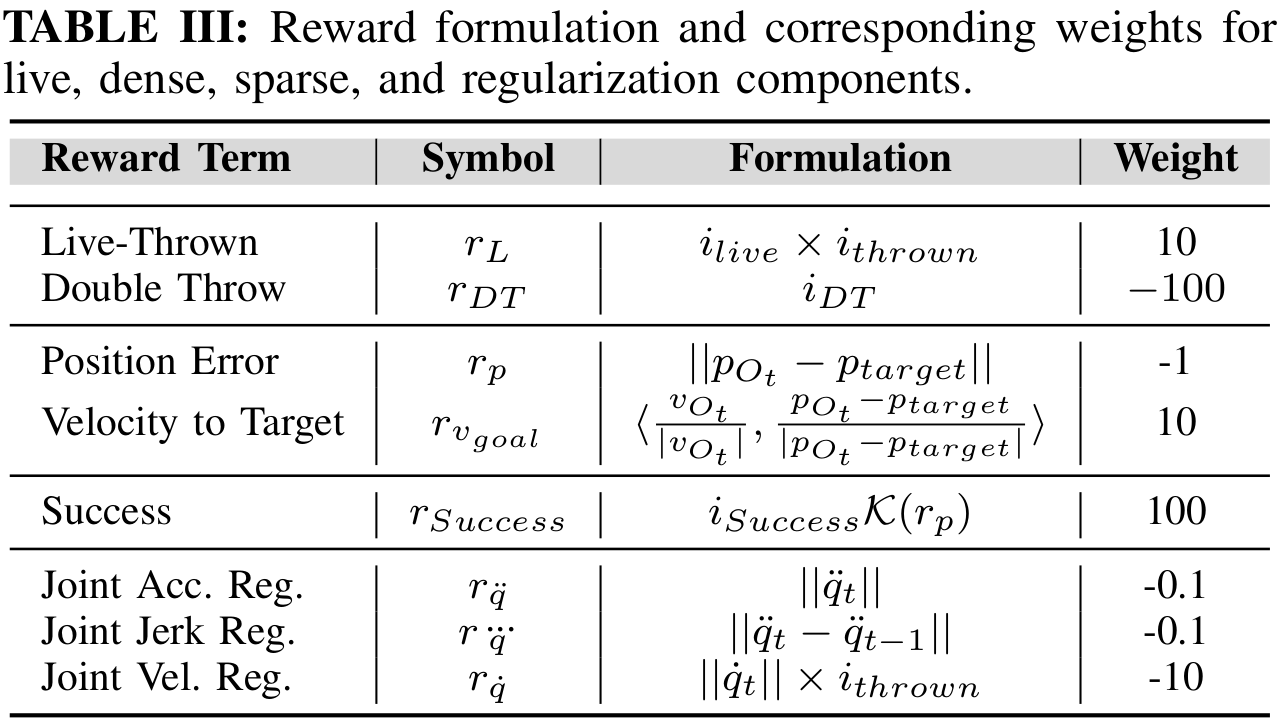 TABLE III: Reward formulation and corresponding weights for
live, dense, sparse, and regularization components.
Reward Term | Symbol | Formulation | Weight
Live-Thrown | $r_L$ | $i_{live} \times i_{thrown}$ | 10
Double Throw | $r_{DT}$ | $i_{DT}$ | $-100$
Position Error | $r_p$ | $||p_{O_t} - p_{target}||$ | -1
Velocity to Target | $r_{v_{goal}}$ | $\langle \frac{v_{O_t}}{|v_{O_t}|}, \frac{p_{O_t} - p_{target}}{|p_{O_t} - p_{target}|} \rangle$ | 10
Success | $r_{Success}$ | $i_{Success}\mathcal{K}(r_p)$ | 100
Joint Acc. Reg. | $r_{\ddot{q}}$ | $||\ddot{q}_t||$ | -0.1
Joint Jerk Reg. | $r_{\dddot{q}}$ | $||\ddot{q}_t - \ddot{q}_{t-1}||$ | -0.1
Joint Vel. Reg. | $r_{\dot{q}}$ | $||\dot{q}_t|| \times i_{thrown}$ | -10